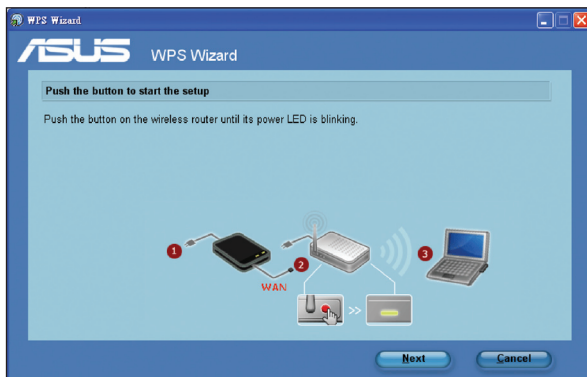 WPS Wizard
ASUS WPS Wizard
Push the button to start the setup
Push the button on the wireless router until its power LED is blinking.
1
2
3
WAN
>>
Next
Cancel